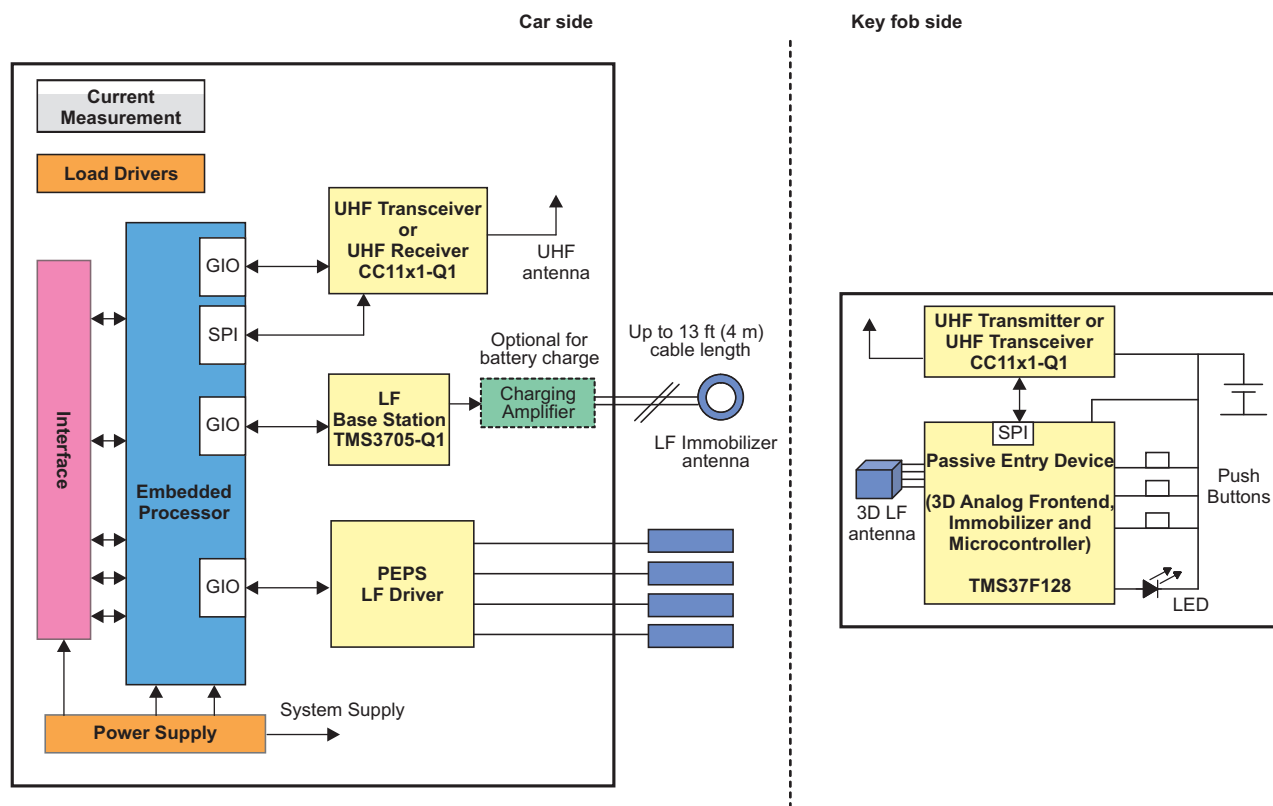 Car side
Key fob side
Current
Measurement
Load Drivers
UHF Transceiver
or
UHF Receiver
CC11x1-Q1
UHF
antenna
GIO
SPI
GIO
GIO
Interface
Embedded
Processor
Optional for
battery charge
Up to 13 ft (4 m)
cable length
LF
Base Station
TMS3705-Q1
Charging
Amplifier
LF Immobilizer
antenna
PEPS
LF Driver
System Supply
Power Supply
UHF Transmitter or
UHF Transceiver
CC11x1-Q1
SPI
Passive Entry Device
(3D Analog Frontend,
Immobilizer and
Microcontroller)
TMS37F128
3D LF
antenna
Push
Buttons
LED